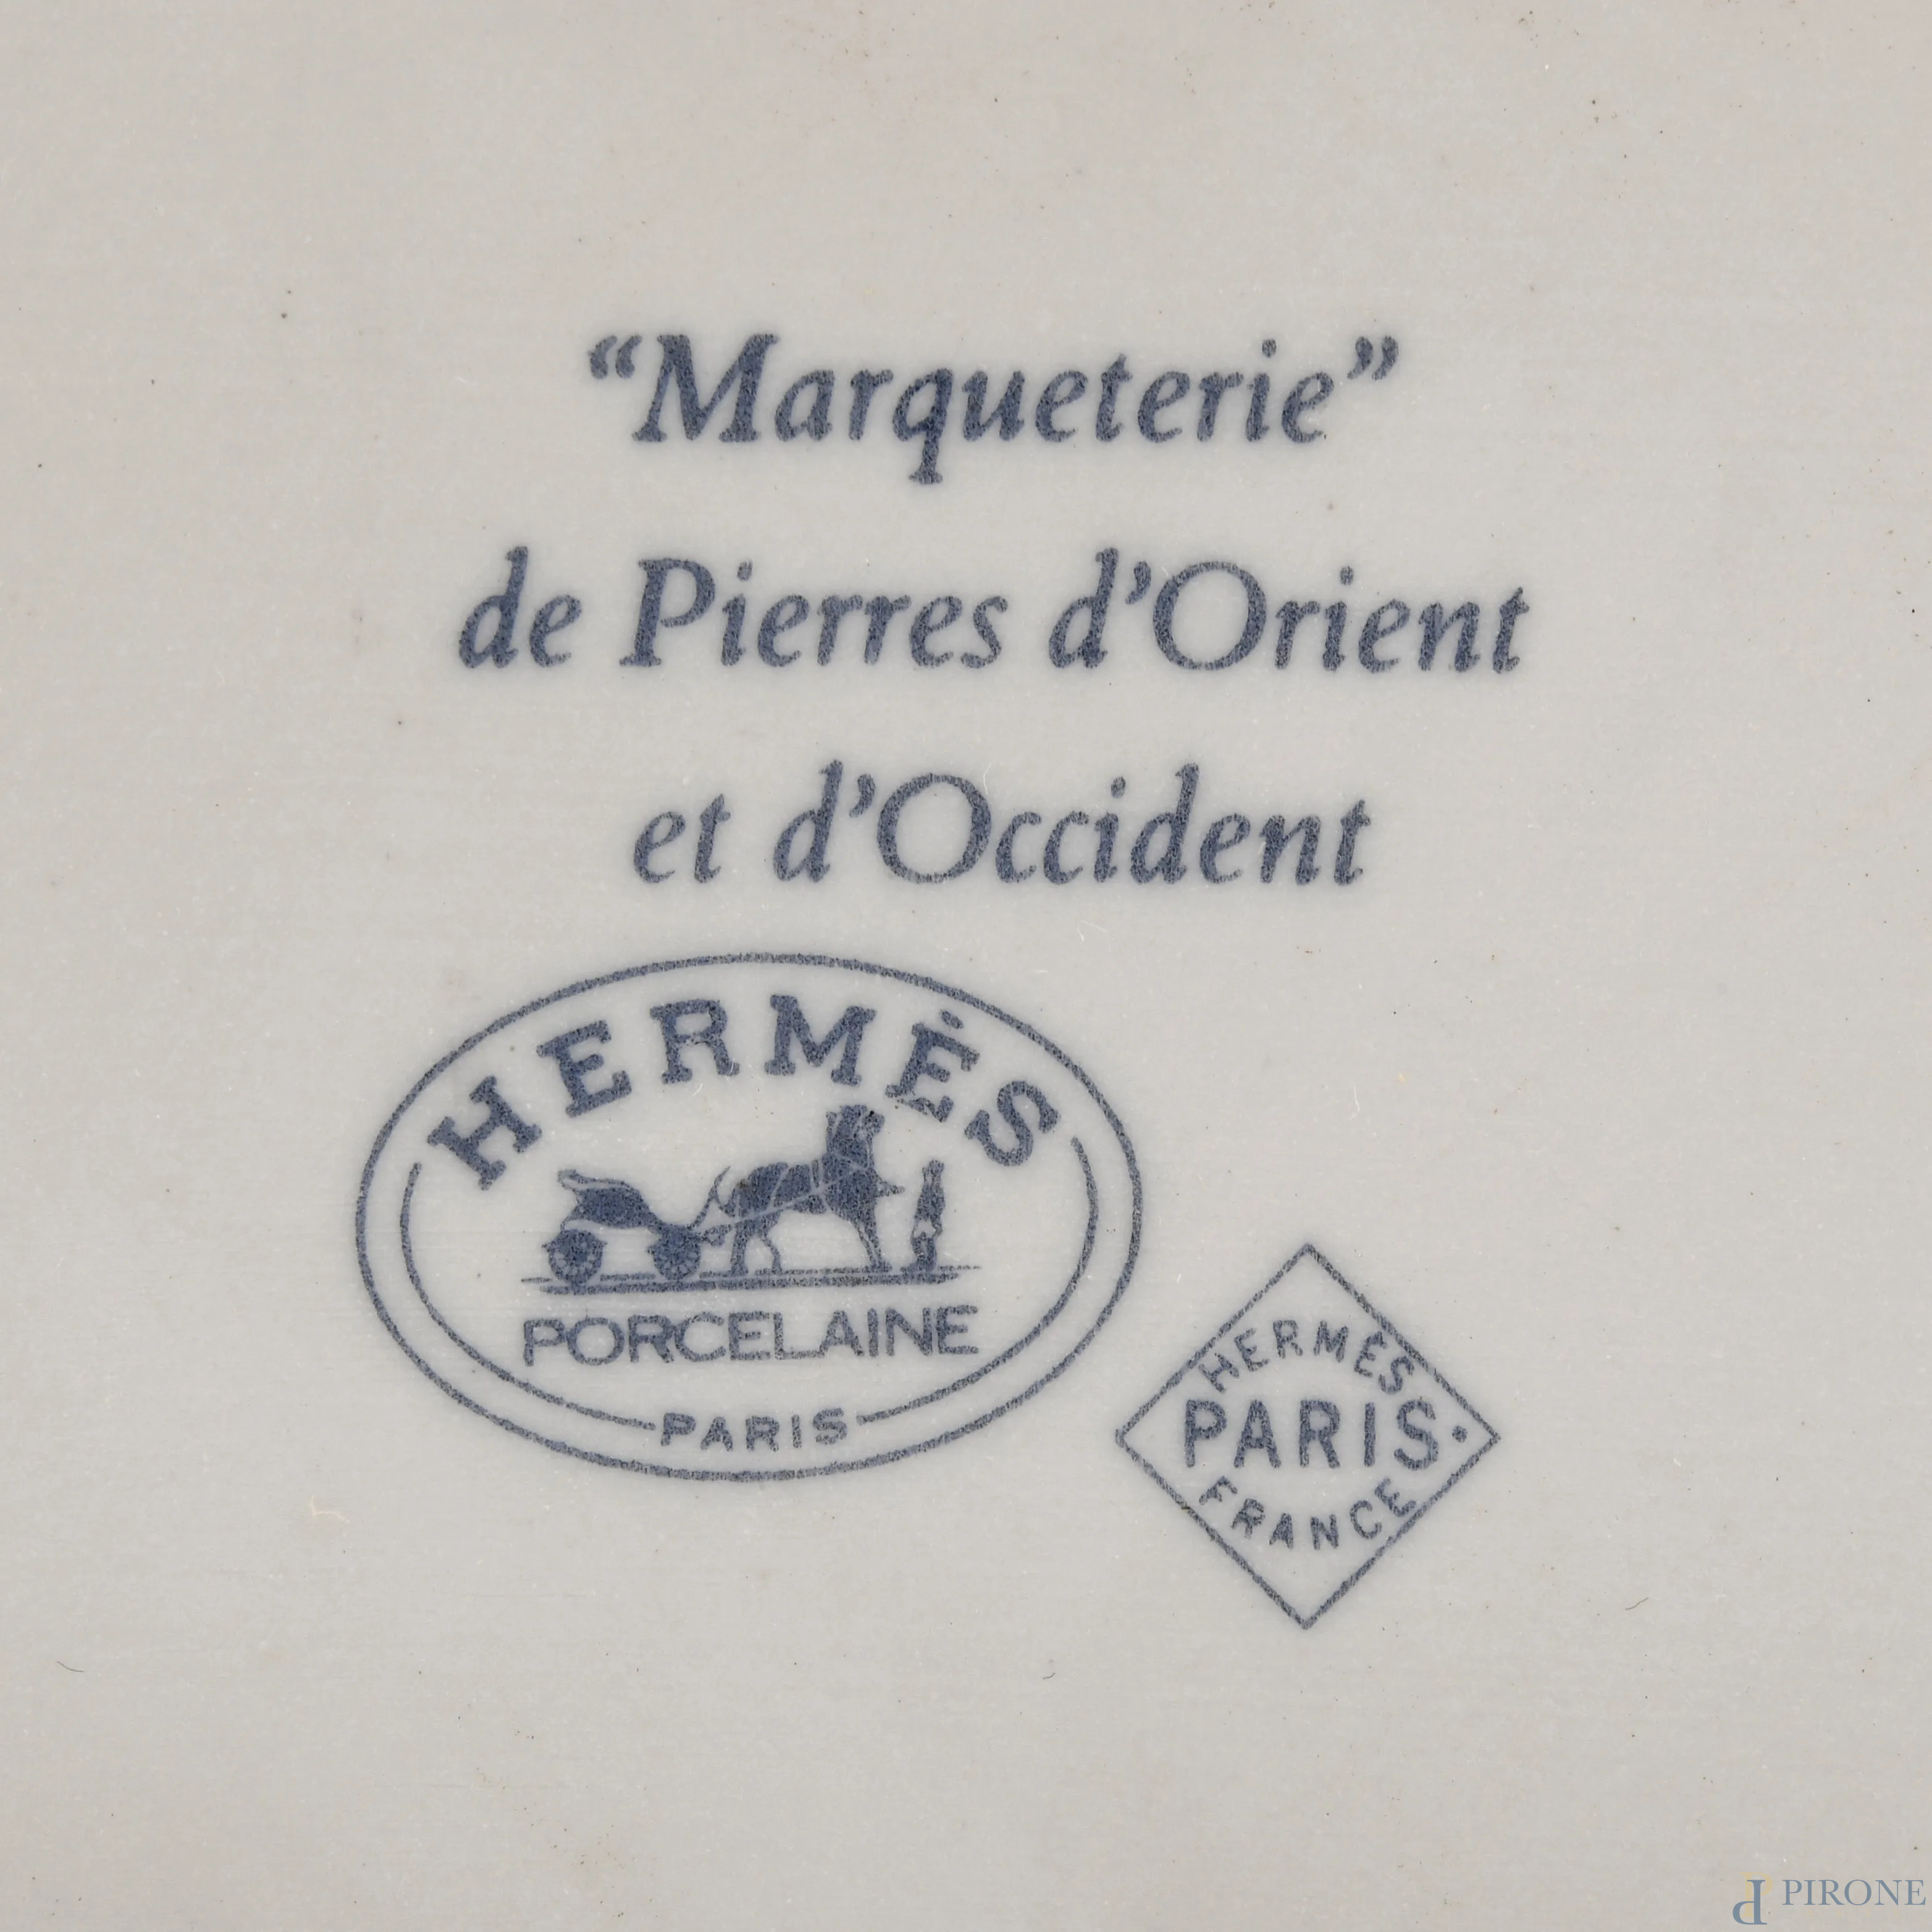 “Marqueterie”
de Pierres d’Orient
et d’Occident
HERMÈS
PORCELAINE
PARIS
HERMÈS
PARIS.
FRANCE
PIRONE